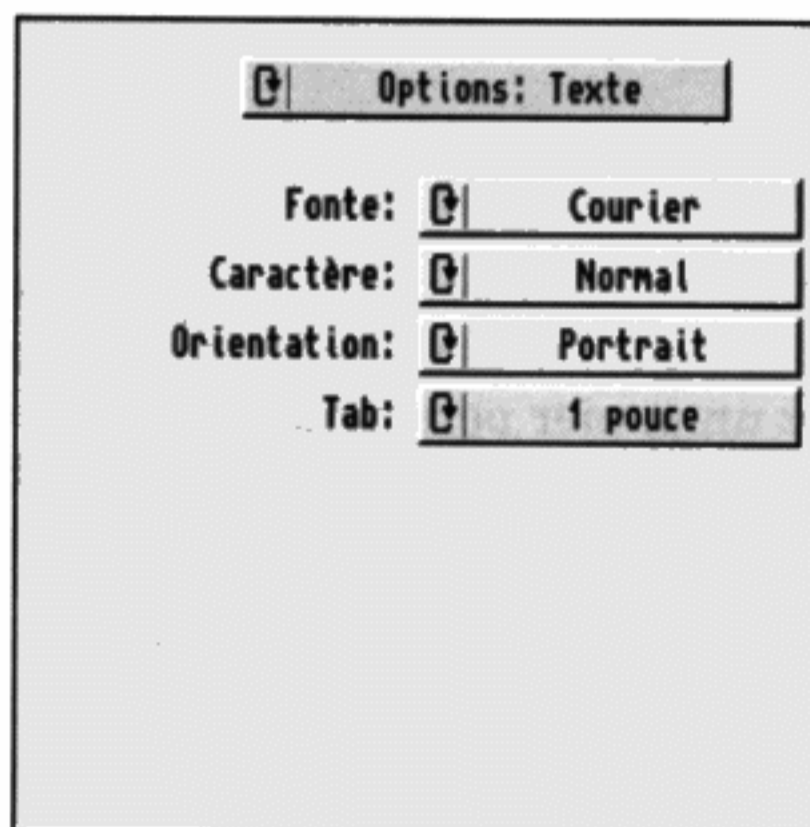 Options: Texte
Fonte: Courier
Caractère: Normal
Orientation: Portrait
Tab: 1 pouce